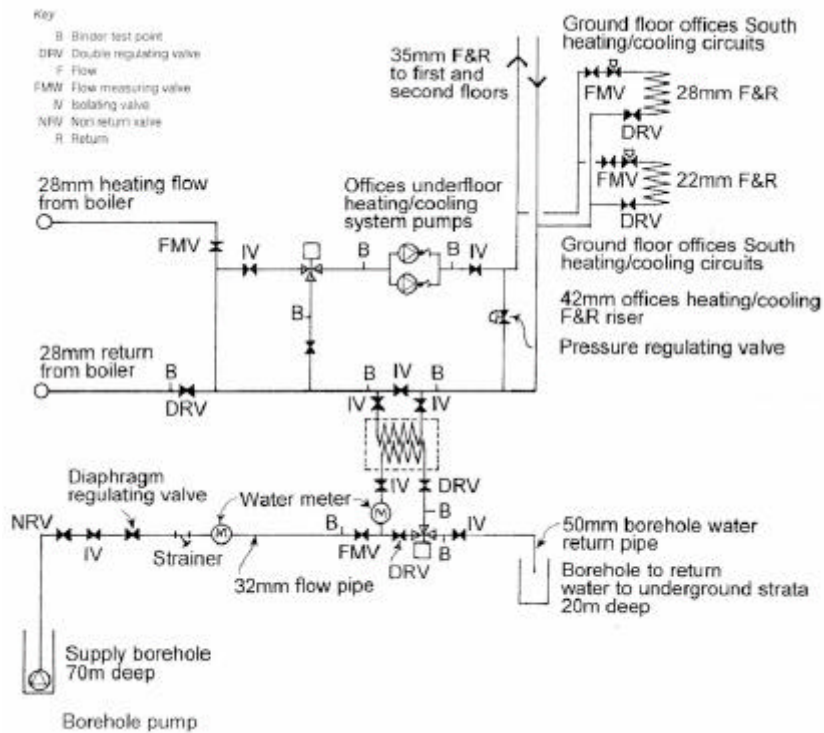 Key
B Binder test point
DRV Double regulating valve
F Flow
FMW Flow measuring valve
IV Isolating valve
NRV Non return valve
R Return
35mm F&R
to first and
second floors
Ground floor offices South
heating/cooling circuits
FMV
28mm F&R
DRV
FMV
22mm F&R
DRV
Ground floor offices South
heating/cooling circuits
28mm heating flow
from boiler
Offices underfloor
heating/cooling
system pumps
FMV
IV
B
B
IV
B
42mm offices heating/cooling
F&R riser
Pressure regulating valve
28mm return
from boiler
B
DRV
B
IV
B
IV
IV
Diaphragm
regulating valve
Water meter
IV
DRV
B
NRV
IV
Strainer
M
M
B
FMV
DRV
B
IV
32mm flow pipe
50mm borehole water
return pipe
Borehole to return
water to underground strata
20m deep
Supply borehole
70m deep
Borehole pump